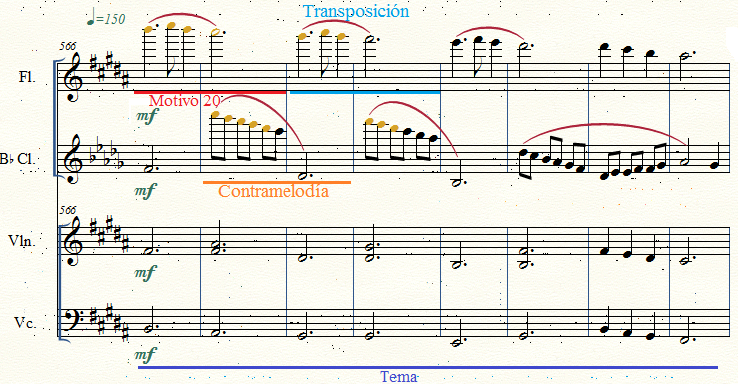 Transposición
♩=150
566
Fl.
Motivo 20
mf
B♭ Cl.
Contramelodía
mf
566
Vln.
mf
Vc.
mf
Tema